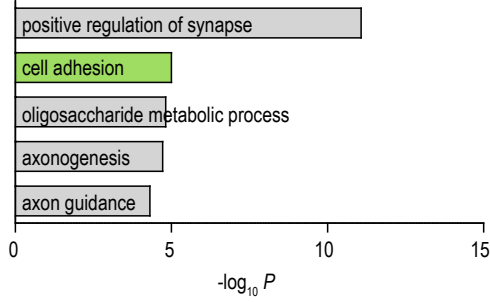 positive regulation of synapse
cell adhesion
oligosaccharide metabolic process
axonogenesis
axon guidance
0 5 10 15
-log10 P